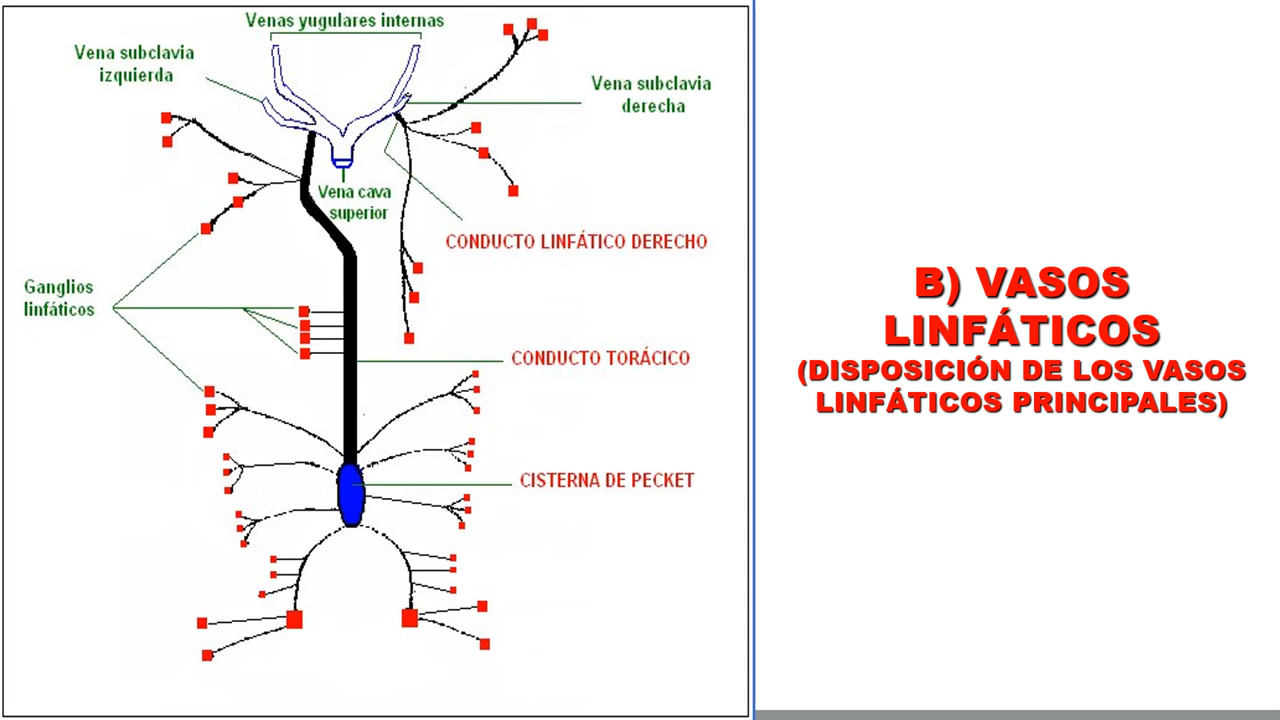 Venas yugulares internas
Vena subclavia
izquierda
Vena subclavia
derecha
Vena cava
superior
CONDUCTO LINFÁTICO DERECHO
Ganglios
linfáticos
CONDUCTO TORÁCICO
CISTERNA DE PECKET
B) VASOS
LINFÁTICOS
(DISPOSICIÓN DE LOS VASOS
LINFÁTICOS PRINCIPALES)